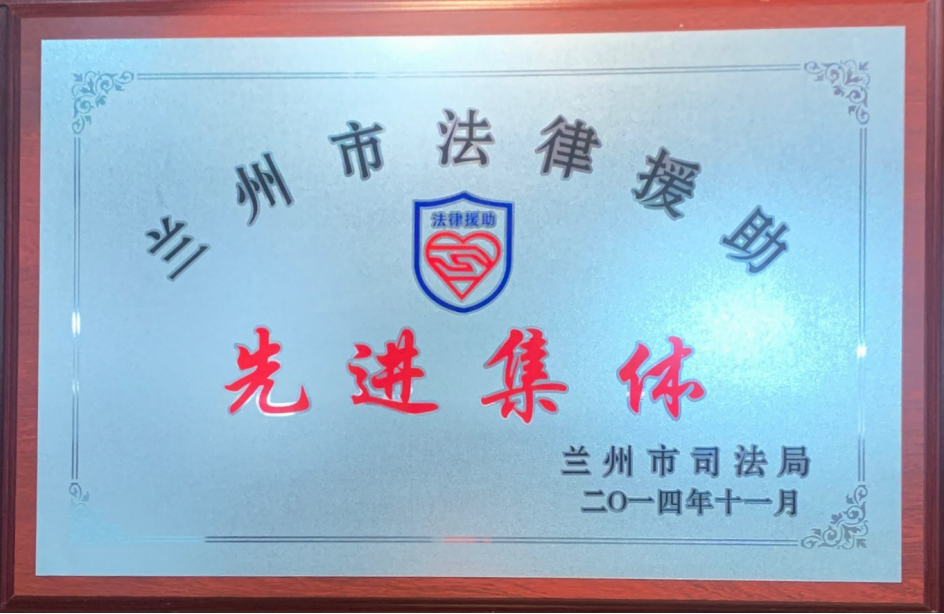 兰州市法律援助
法律援助
先进集体
兰州市司法局
二〇一四年十一月